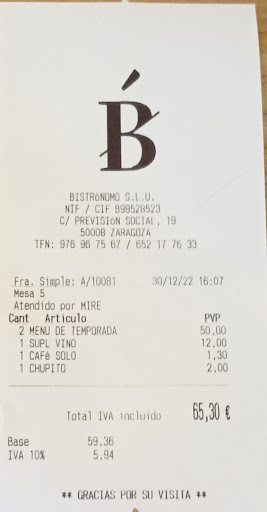 B́
BISTRóNOMO S.L.U.
NIF / CIF B99528523
C/ PREVISIóN SOCIAL, 19
50008 ZARAGOZA
TFN: 976 96 75 67 / 652 17 76 33
Fra. Simple: A/10081 30/12/22 16:07
Mesa 5
Atendido por MIRE
Cant Articulo PVP
2 MENU DE TEMPORADA 50,00
1 SUPL VINO 12,00
1 CAFé SOLO 1,30
1 CHUPITO 2,00
Total IVA incluido 65,30 €
Base 59,36
IVA 10% 5,94
** GRACIAS POR SU VISITA **